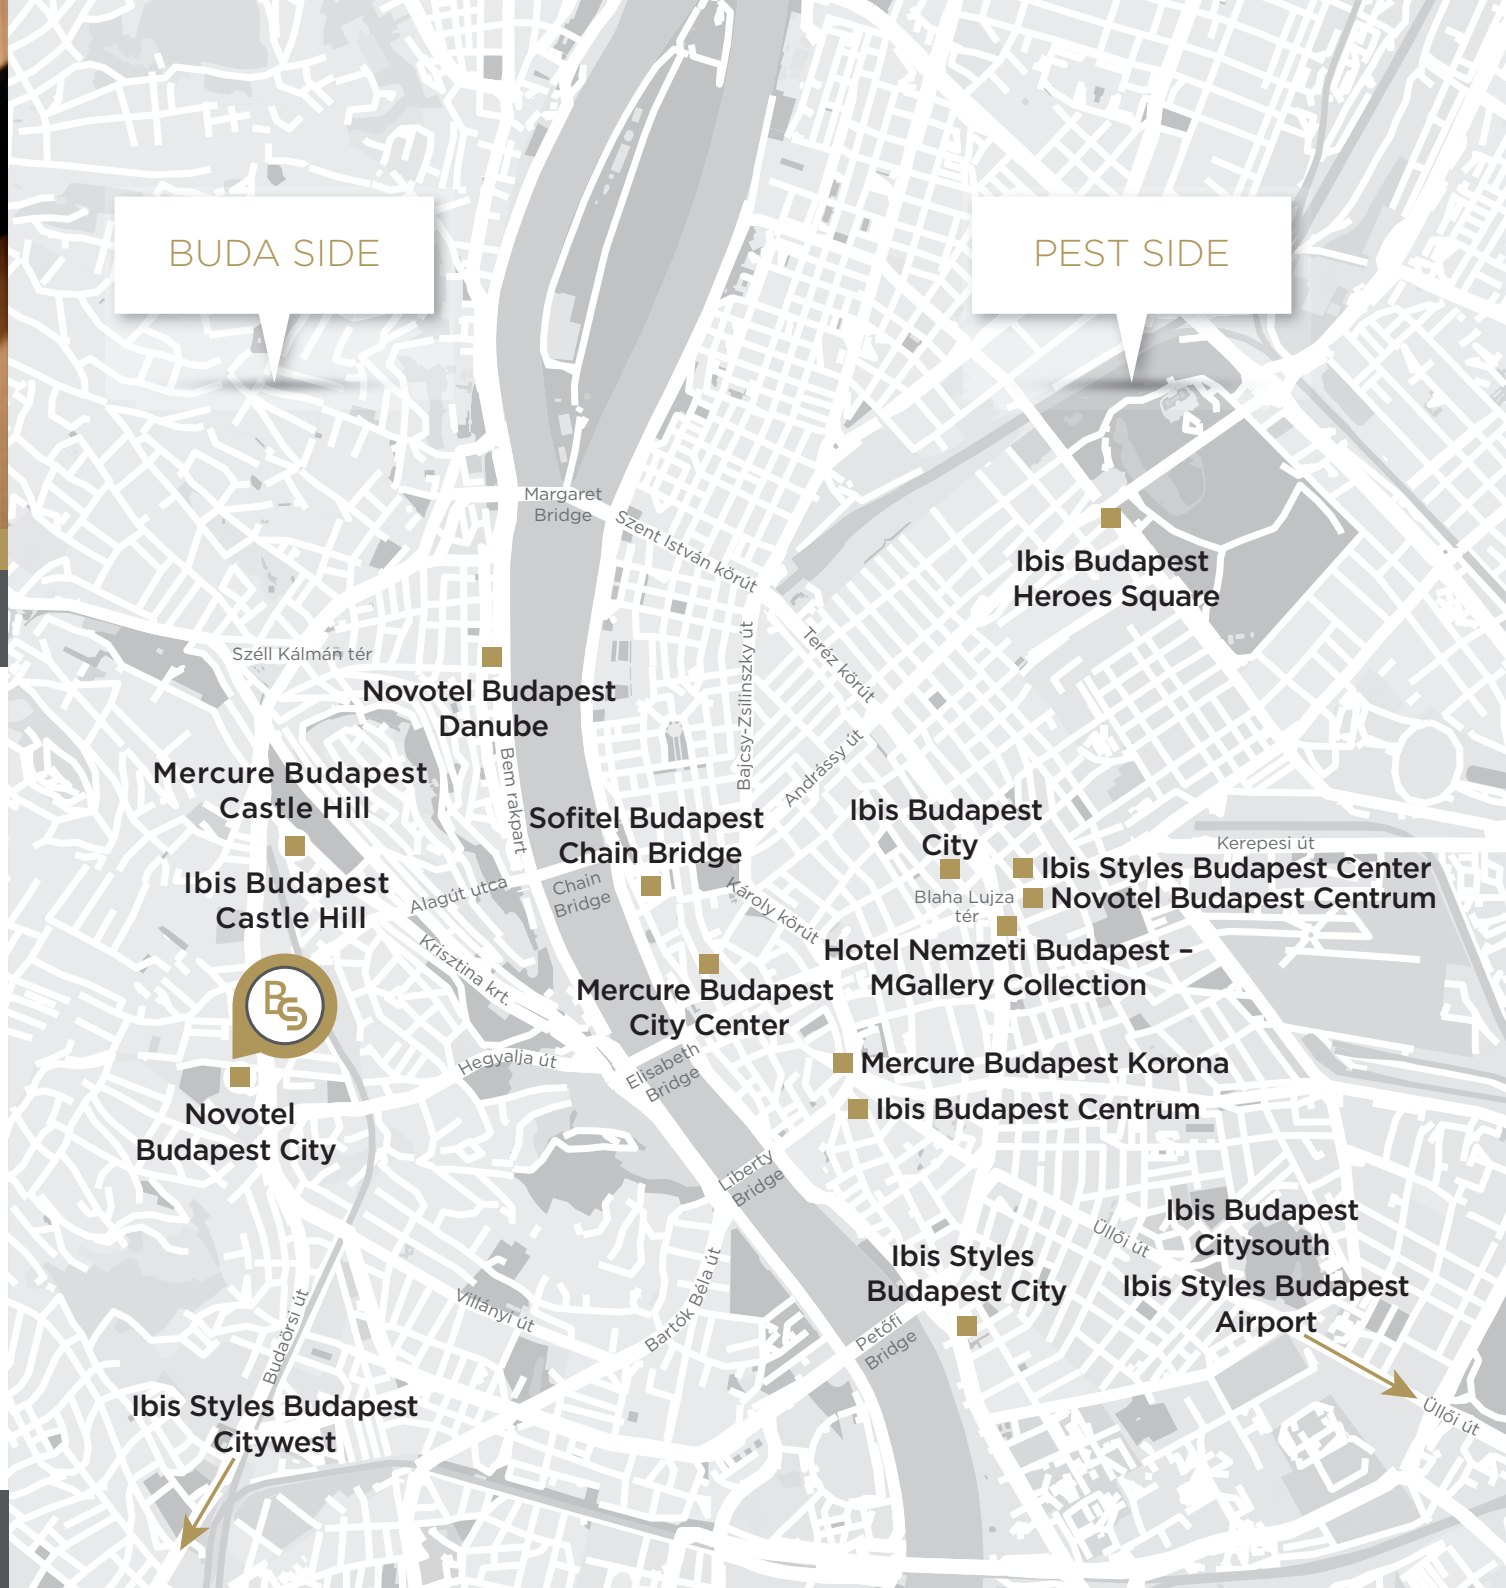 BUDA SIDE
PEST SIDE
Margaret
Bridge
Szent István körút
Ibis Budapest
Heroes Square
Széll Kálmán tér
Teréz körút
Bajcsy-Zsilinszky út
Novotel Budapest
Danube
Andrássy út
Bem rakpart
Mercure Budapest
Castle Hill
Sofitel Budapest
Chain Bridge
Ibis Budapest
City
Kerepesi út
Ibis Styles Budapest Center
Ibis Budapest
Castle Hill
Alagút utca
Chain
Bridge
Károly körút
Blaha Lujza
tér
Novotel Budapest Centrum
Krisztina krt.
Hotel Nemzeti Budapest –
MGallery Collection
BCS
Mercure Budapest
City Center
Hegyalja út
Elisabeth
Bridge
Mercure Budapest Korona
Ibis Budapest Centrum
Novotel
Budapest City
Liberty
Bridge
Üllői út
Ibis Budapest
Citysouth
Ibis Styles
Budapest City
Ibis Styles Budapest
Airport
Bartók Béla út
Villányi út
Budaörsi út
Petőfi
Bridge
Ibis Styles Budapest
Citywest
Üllői út